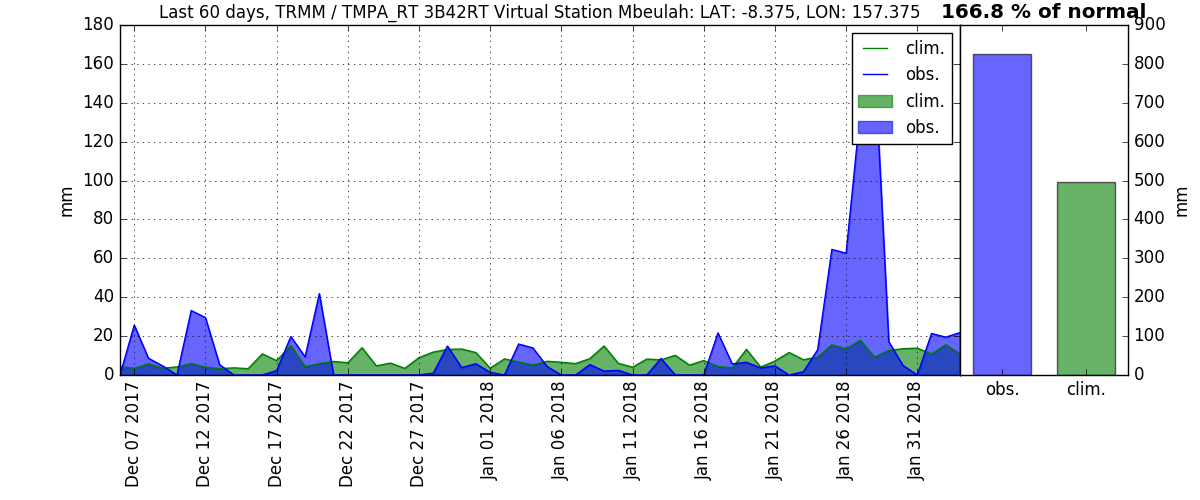 Last 60 days, TRMM / TMPA_RT 3B42RT Virtual Station Mbeulah: LAT: -8.375, LON: 157.375
166.8 % of normal
180
160
140
120
100
80
60
40
20
0
mm
clim.
obs.
clim.
obs.
Dec 07 2017
Dec 12 2017
Dec 17 2017
Dec 22 2017
Dec 27 2017
Jan 01 2018
Jan 06 2018
Jan 11 2018
Jan 16 2018
Jan 21 2018
Jan 26 2018
Jan 31 2018
900
800
700
600
500
400
300
200
100
0
mm
obs.
clim.